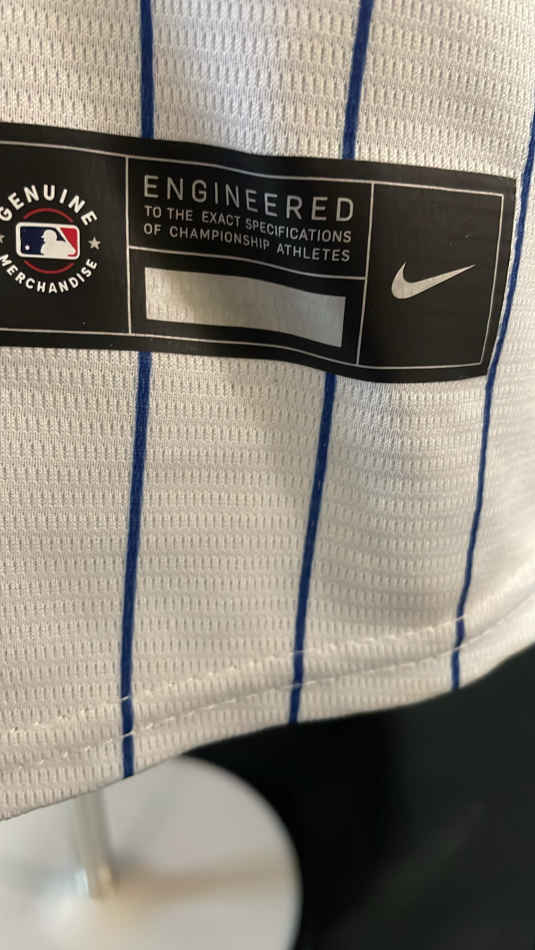 GENUINE
MERCHANDISE
ENGINEERED
TO THE EXACT SPECIFICATIONS
OF CHAMPIONSHIP ATHLETES